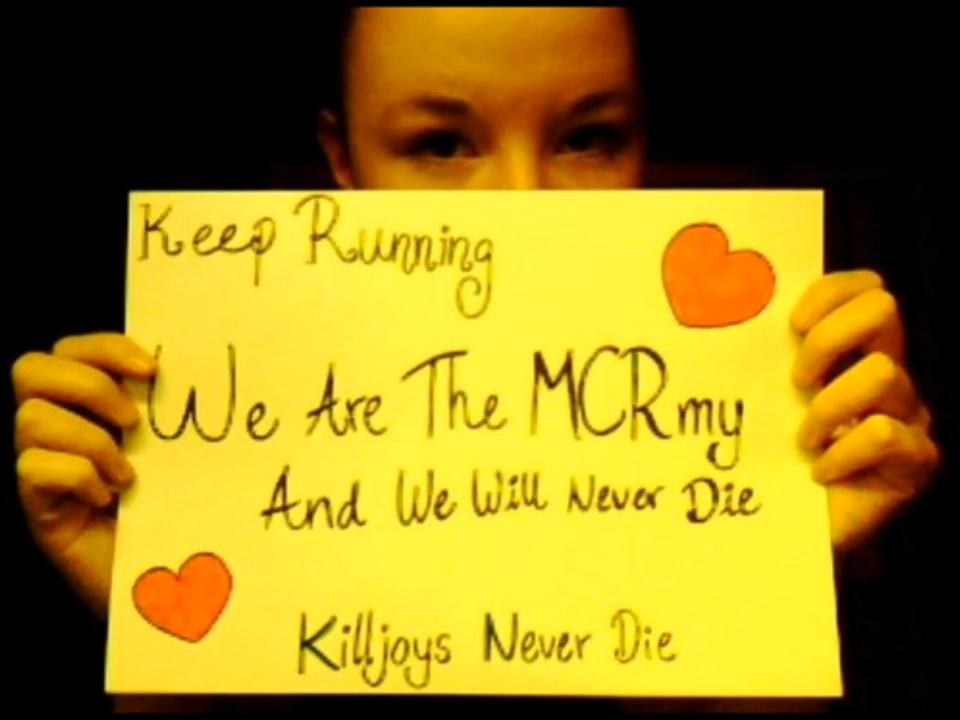 Keep Running
We Are The MCRmy
And We Will Never Die
Killjoys Never Die